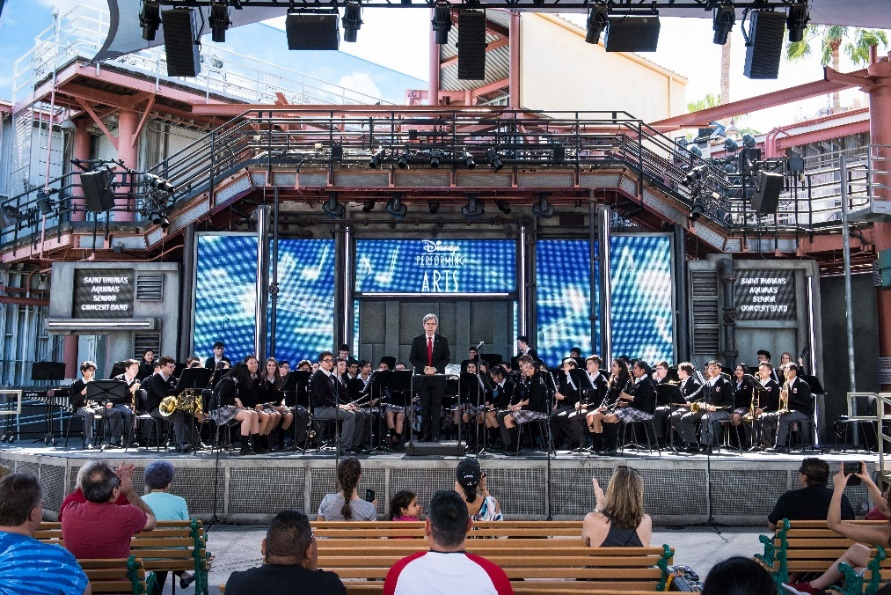 Disney
PERFORMING
ARTS
SAINT THOMAS
AQUINAS
SENIOR
CONCERT BAND
SAINT THOMAS
AQUINAS
SENIOR
CONCERT BAND